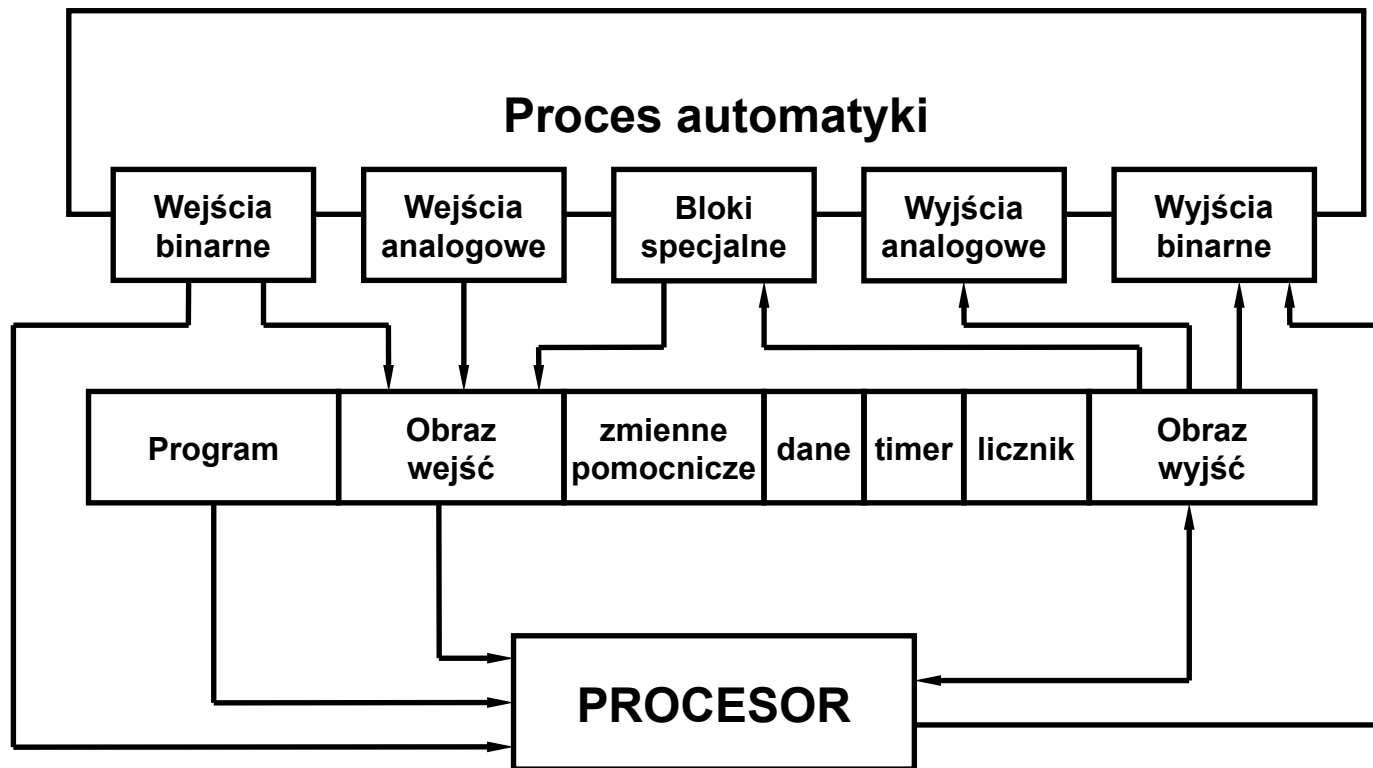 Proces automatyki
Wejścia
binarne
Wejścia
analogowe
Bloki
specjalne
Wyjścia
analogowe
Wyjścia
binarne
Program
Obraz
wejść
zmienne
pomocnicze
dane
timer
licznik
Obraz
wyjść
PROCESOR